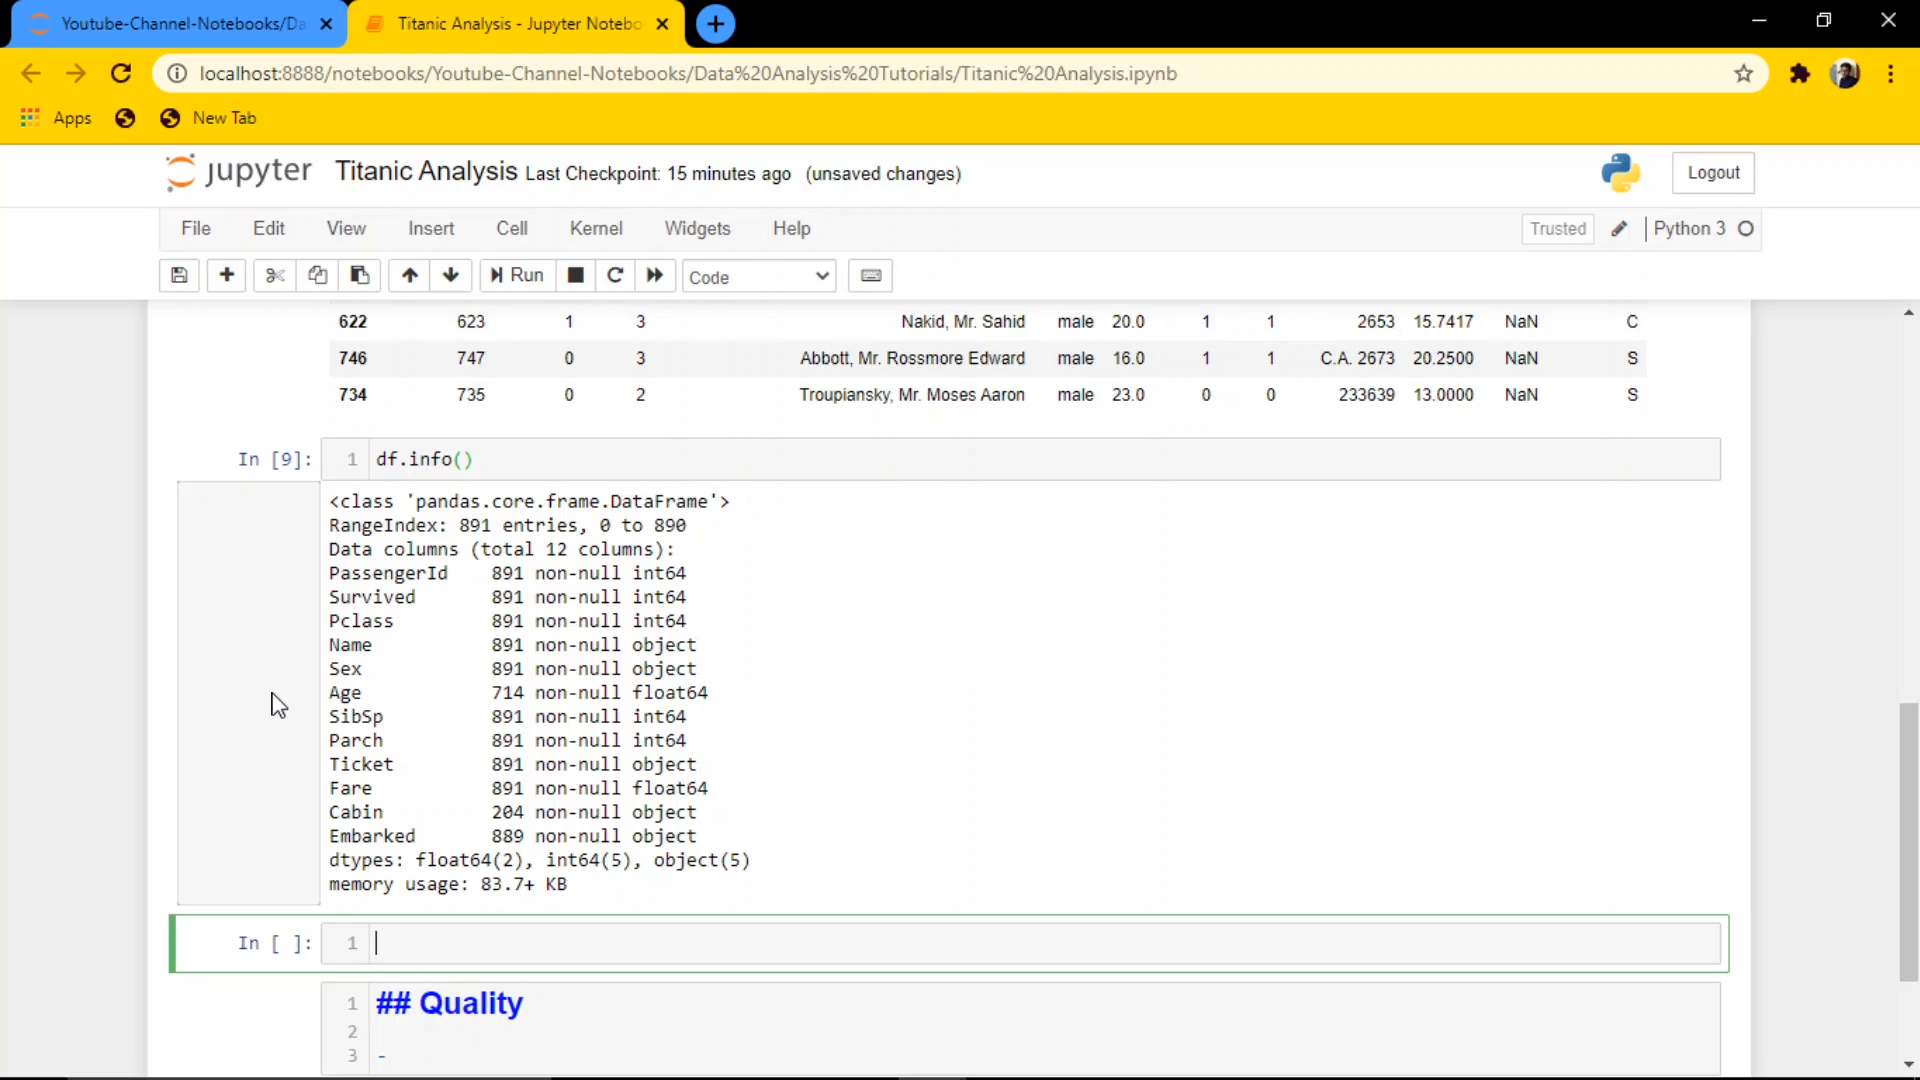 Youtube-Channel-Notebooks/Da
Titanic Analysis - Jupyter Notebo
localhost:8888/notebooks/Youtube-Channel-Notebooks/Data%20Analysis%20Tutorials/Titanic%20Analysis.ipynb
Apps New Tab
jupyter Titanic Analysis Last Checkpoint: 15 minutes ago (unsaved changes) Logout
File Edit View Insert Cell Kernel Widgets Help Trusted Python 3
Run Code
622 623 1 3 Nakid, Mr. Sahid male 20.0 1 1 2653 15.7417 NaN C
746 747 0 3 Abbott, Mr. Rossmore Edward male 16.0 1 1 C.A. 2673 20.2500 NaN S
734 735 0 2 Troupiansky, Mr. Moses Aaron male 23.0 0 0 233639 13.0000 NaN S
In [9]: 1 df.info()
<class 'pandas.core.frame.DataFrame'>
RangeIndex: 891 entries, 0 to 890
Data columns (total 12 columns):
PassengerId 891 non-null int64
Survived 891 non-null int64
Pclass 891 non-null int64
Name 891 non-null object
Sex 891 non-null object
Age 714 non-null float64
SibSp 891 non-null int64
Parch 891 non-null int64
Ticket 891 non-null object
Fare 891 non-null float64
Cabin 204 non-null object
Embarked 889 non-null object
dtypes: float64(2), int64(5), object(5)
memory usage: 83.7+ KB
In [ ]: 1
1 ## Quality
2
3 -